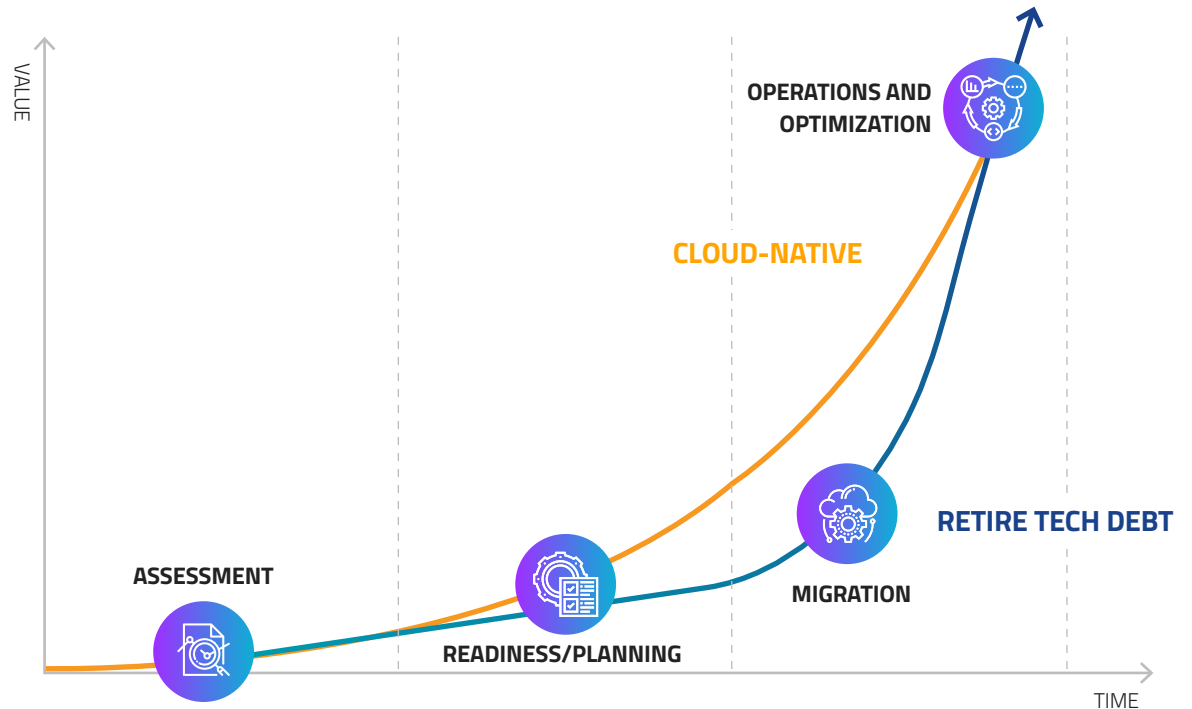 VALUE
OPERATIONS AND
OPTIMIZATION
CLOUD-NATIVE
RETIRE TECH DEBT
ASSESSMENT
MIGRATION
READINESS/PLANNING
TIME